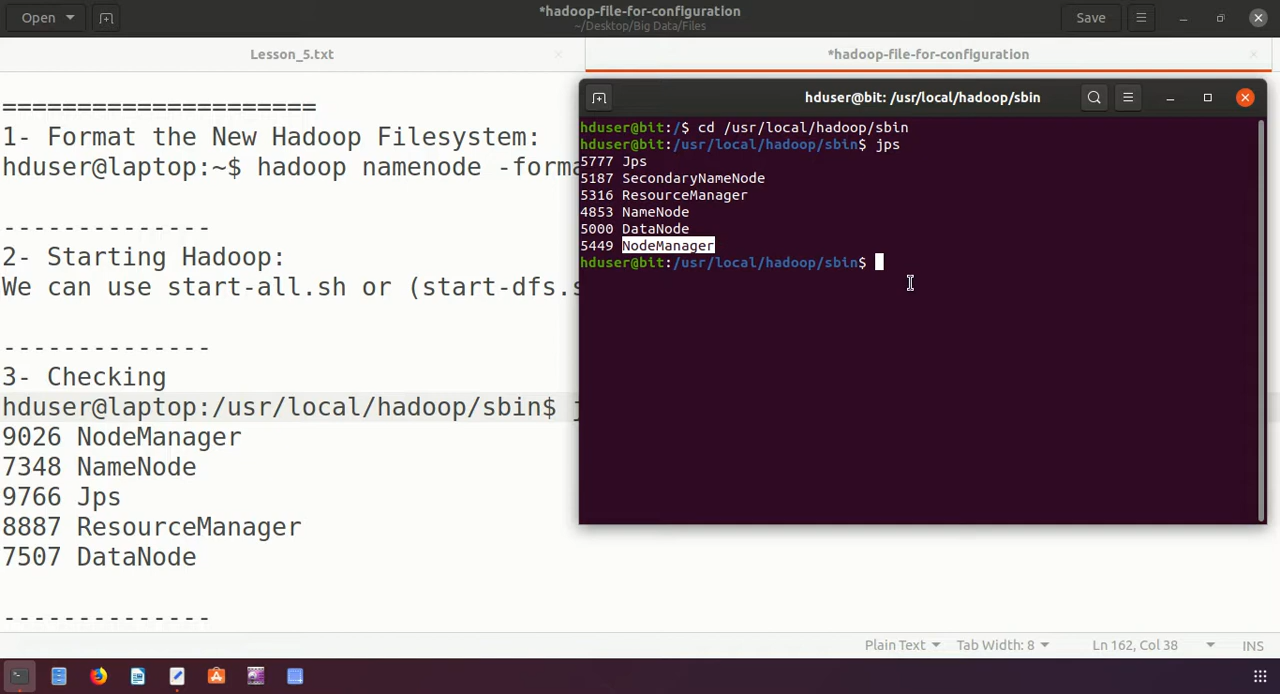 Open
*hadoop-file-for-configuration
~/Desktop/Big Data/Files
Save
Lesson_5.txt
*hadoop-file-for-configuration
=====================
1- Format the New Hadoop Filesystem:
hduser@laptop:~$ hadoop namenode -forma
--------------
2- Starting Hadoop:
We can use start-all.sh or (start-dfs.s
--------------
3- Checking
hduser@laptop:/usr/local/hadoop/sbin$ j
9026 NodeManager
7348 NameNode
9766 Jps
8887 ResourceManager
7507 DataNode
--------------
hduser@bit: /usr/local/hadoop/sbin
hduser@bit:/$ cd /usr/local/hadoop/sbin
hduser@bit:/usr/local/hadoop/sbin$ jps
5777 Jps
5187 SecondaryNameNode
5316 ResourceManager
4853 NameNode
5000 DataNode
5449 NodeManager
hduser@bit:/usr/local/hadoop/sbin$
Plain Text
Tab Width: 8
Ln 162, Col 38
INS